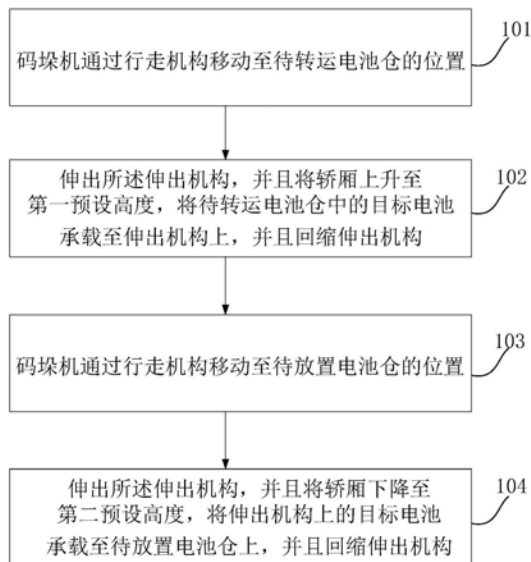 101
码垛机通过行走机构移动至待转运电池仓的位置
伸出所述伸出机构，并且将轿厢上升至
102
第一预设高度，将待转运电池仓中的目标电池
承载至伸出机构上，并且回缩伸出机构
103
码垛机通过行走机构移动至待放置电池仓的位置
伸出所述伸出机构，并且将轿厢下降至
104
第二预设高度，将伸出机构上的目标电池
承载至待放置电池仓上，并且回缩伸出机构